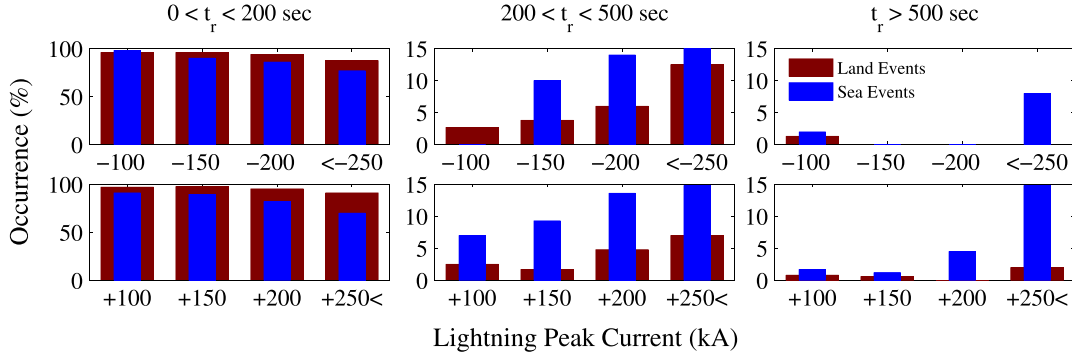 0 < t_r < 200 sec
200 < t_r < 500 sec
t_r > 500 sec
Occurrence (%)
100
50
0
−100 −150 −200 <−250
15
10
5
0
−100 −150 −200 <−250
15
10
5
0
−100 −150 −200 <−250
Land Events
Sea Events
100
50
0
+100 +150 +200 +250<
15
10
5
0
+100 +150 +200 +250<
15
10
5
0
+100 +150 +200 +250<
Lightning Peak Current (kA)